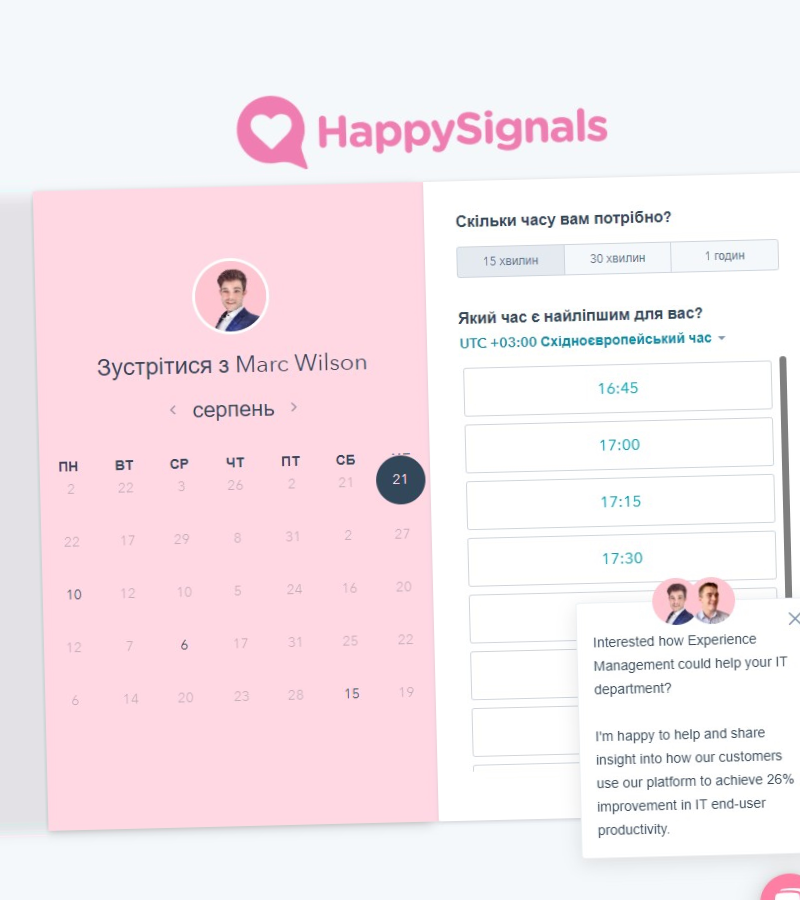 HappySignals
Зустрітися з Marc Wilson
серпень
ПН ВТ СР ЧТ ПТ СБ
2 22 3 26 2 21 21
22 17 29 8 31 2 27
10 12 10 5 24 16 20
12 7 6 17 31 25 22
6 14 20 23 28 15 19
Скільки часу вам потрібно?
15 хвилин 30 хвилин 1 годин
Який час є найліпшим для вас?
UTC +03:00 Східноєвропейський час
16:45
17:00
17:15
17:30
Interested how Experience
Management could help your IT
department?
I'm happy to help and share
insight into how our customers
use our platform to achieve 26%
improvement in IT end-user
productivity.